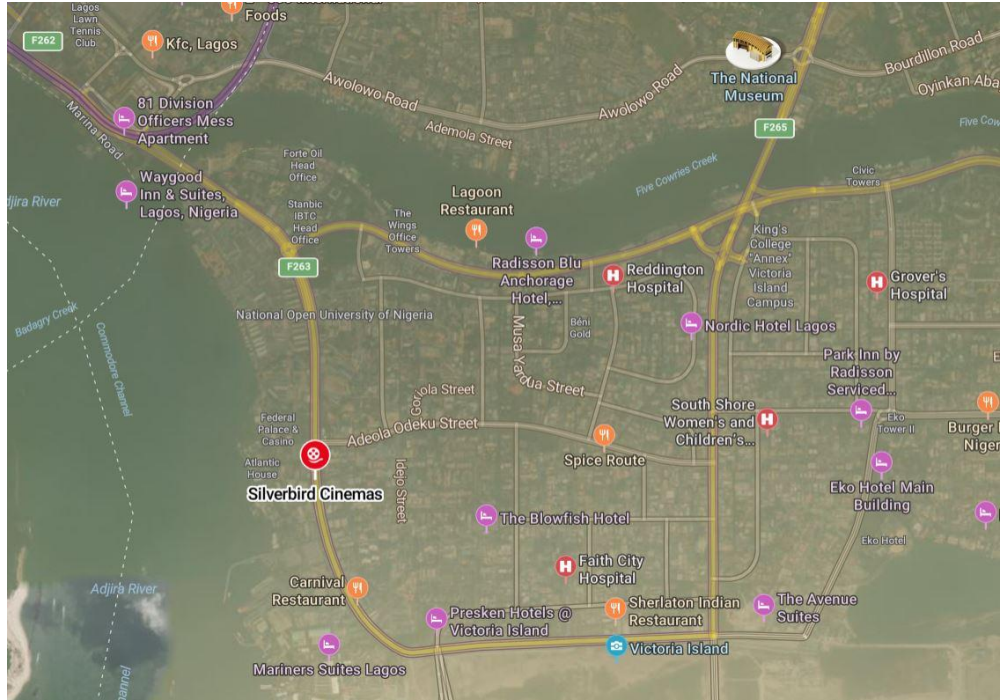 Lagos
Lawn
Tennis
Club
Foods
F262
Kfc, Lagos
The National
Museum
Bourdillon Road
Oyinkan Aba
Awolowo Road
Awolowo Road
81 Division
Officers Mess
Apartment
Marina Road
Ademola Street
F265
Five Cow
Forte Oil
Head
Office
Five Cowries Creek
Civic
Towers
Waygood
Inn & Suites,
Lagos, Nigeria
djira River
Stanbic
IBTC
Head
Office
The
Wings
Office
Towers
Lagoon
Restaurant
King's
College
'Annex'
Victoria
Island
Campus
F263
Radisson Blu
Anchorage
Hotel,...
Reddington
Hospital
Grover's
Hospital
Badagry Creek
Commodore Channel
National Open University of Nigeria
Musa Yar
dua Street
Béni
Gold
Nordic Hotel Lagos
Park Inn by
Radisson
Serviced...
E
Gor
ola Street
Federal
Palace &
Casino
Adeola Odeku Street
South Shore
Women's and
Children's...
Eko
Tower II
Burger
Niger
Spice Route
Atlantic
House
Silverbird Cinemas
Idejo Street
Eko Hotel Main
Building
The Blowfish Hotel
Eko Hotel
Faith City
Hospital
Adjira River
Carnival
Restaurant
Presken Hotels @
Victoria Island
Sherlaton Indian
Restaurant
The Avenue
Suites
Mariners Suites Lagos
Victoria Island
hannel